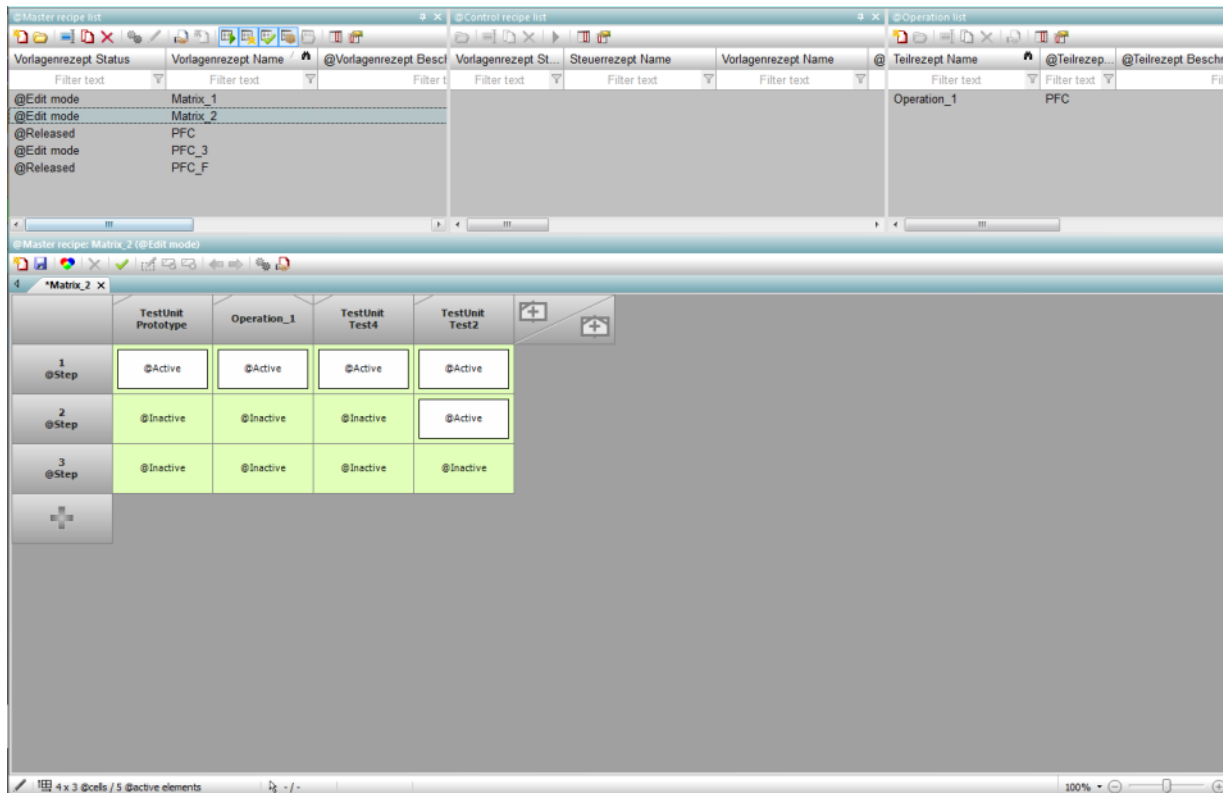 @Master recipe list
@Control recipe list
@Operation list
Vorlagenrezept Status Vorlagenrezept Name @Vorlagenrezept Besch
Vorlagenrezept St... Steuerrezept Name Vorlagenrezept Name @
Teilrezept Name @Teilrezep... @Teilrezept Beschr
Filter text Filter text Filter t
Filter text Filter text Filter text
Filter text Filter text Fil
@Edit mode Matrix_1
@Edit mode Matrix_2
@Released PFC
@Edit mode PFC_3
@Released PFC_F
Operation_1 PFC
@Master recipe: Matrix_2 (@Edit mode)
*Matrix_2 X
TestUnit Prototype
Operation_1
TestUnit Test4
TestUnit Test2
1 @Step
@Active @Active @Active @Active
2 @Step
@Inactive @Inactive @Inactive @Active
3 @Step
@Inactive @Inactive @Inactive @Inactive
4 x 3 @cells / 5 @active elements
- / -
100%